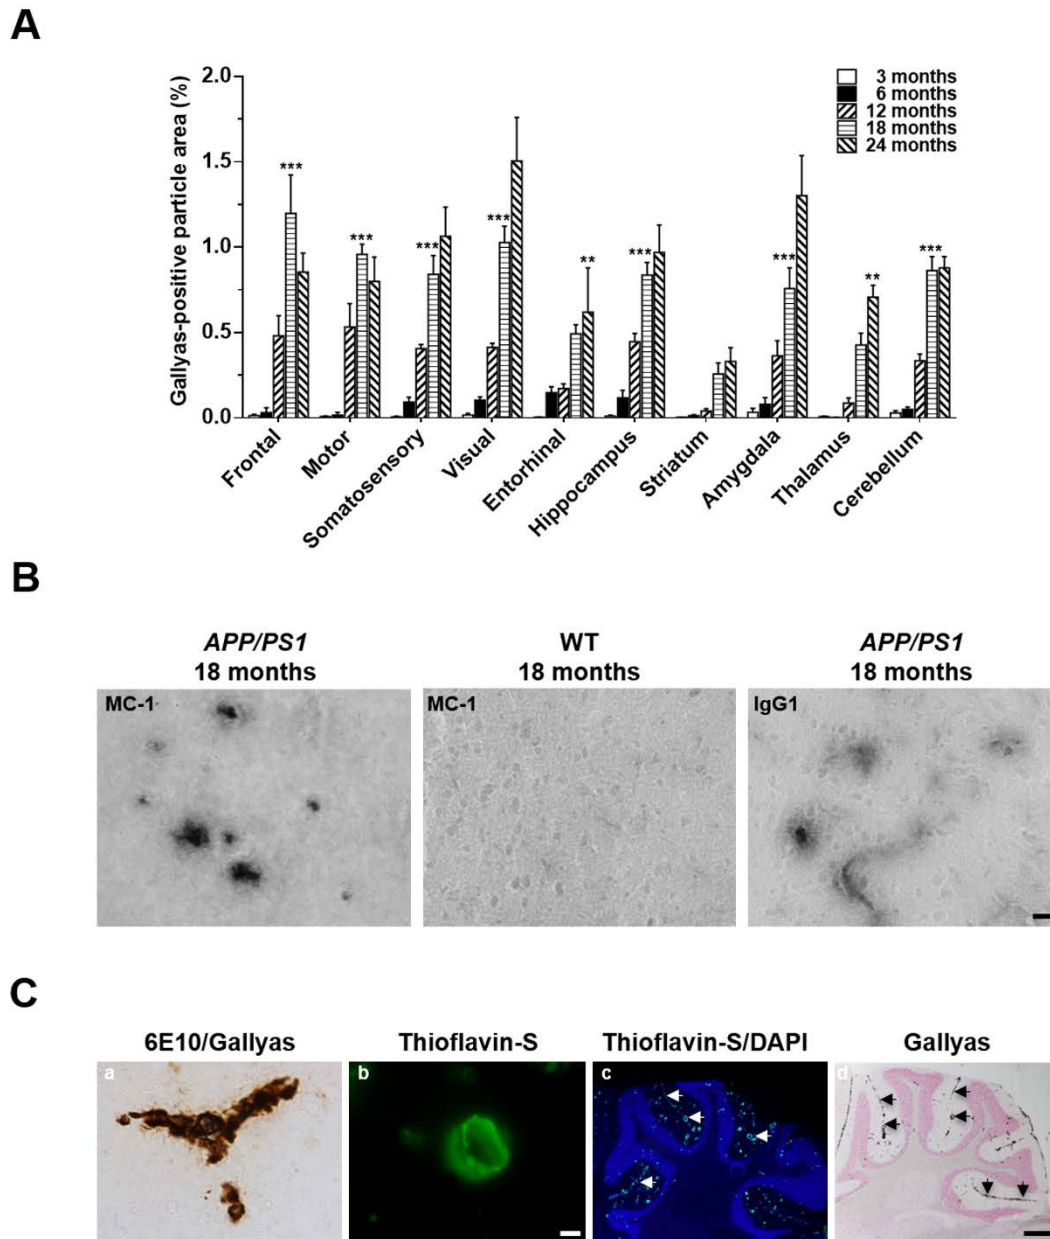 A
Gallyas-positive particle area (%)
2.0
1.5
1.0
0.5
0.0
3 months
6 months
12 months
18 months
24 months
***
***
***
***
**
***
***
**
***
Frontal
Motor
Somatosensory
Visual
Entorhinal
Hippocampus
Striatum
Amygdala
Thalamus
Cerebellum
B
APP/PS1
18 months
MC-1
WT
18 months
MC-1
APP/PS1
18 months
IgG1
C
6E10/Gallyas
a
Thioflavin-S
b
Thioflavin-S/DAPI
c
Gallyas
d